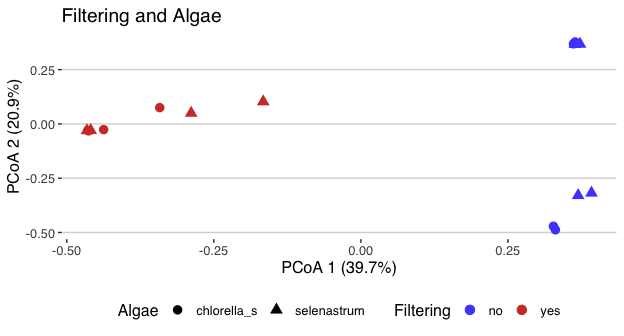 Filtering and Algae
PCoA 2 (20.9%)
0.25
0.00
-0.25
-0.50
-0.50 -0.25 0.00 0.25
PCoA 1 (39.7%)
Algae chlorella_s selenastrum Filtering no yes